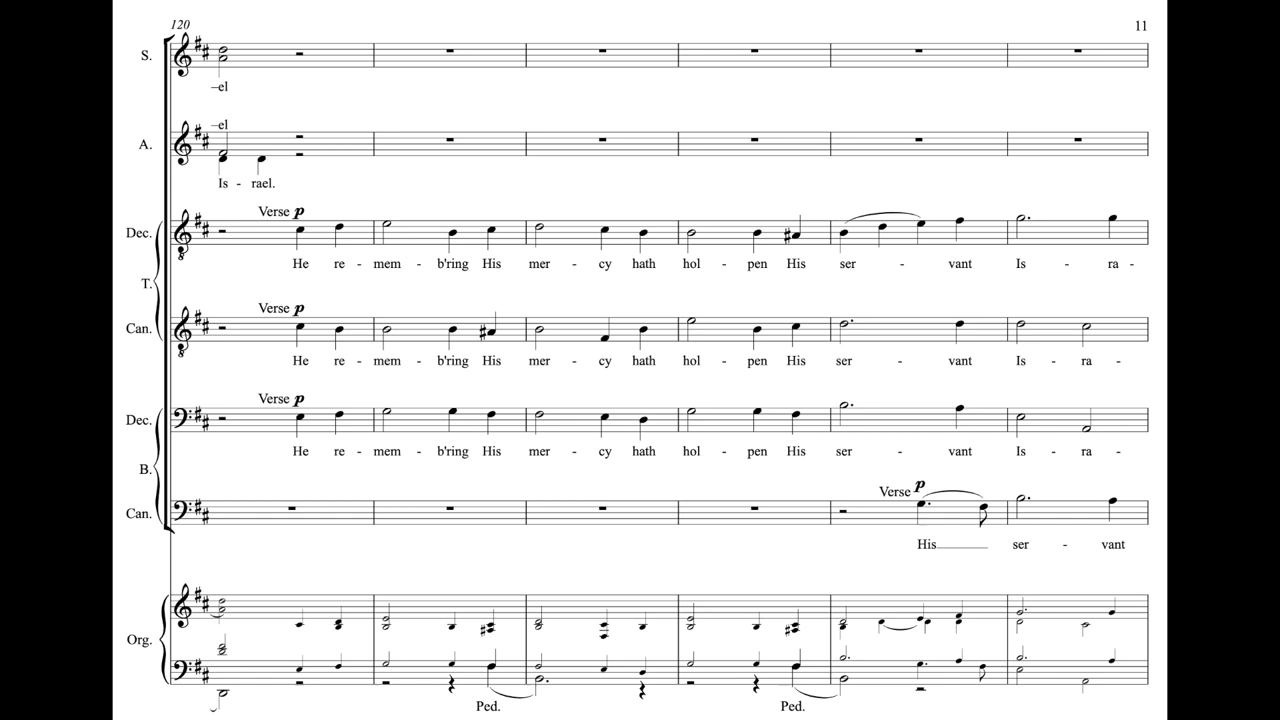 120
11
S.
–el
–el
A.
Is - rael.
Verse p
Dec.
He re - mem - b'ring His mer - cy hath hol - pen His ser - vant Is - ra -
T.
Verse p
Can.
He re - mem - b'ring His mer - cy hath hol - pen His ser - vant Is - ra -
Verse p
Dec.
He re - mem - b'ring His mer - cy hath hol - pen His ser - vant Is - ra -
B.
Verse p
Can.
His ser - vant
Org.
Ped. Ped.